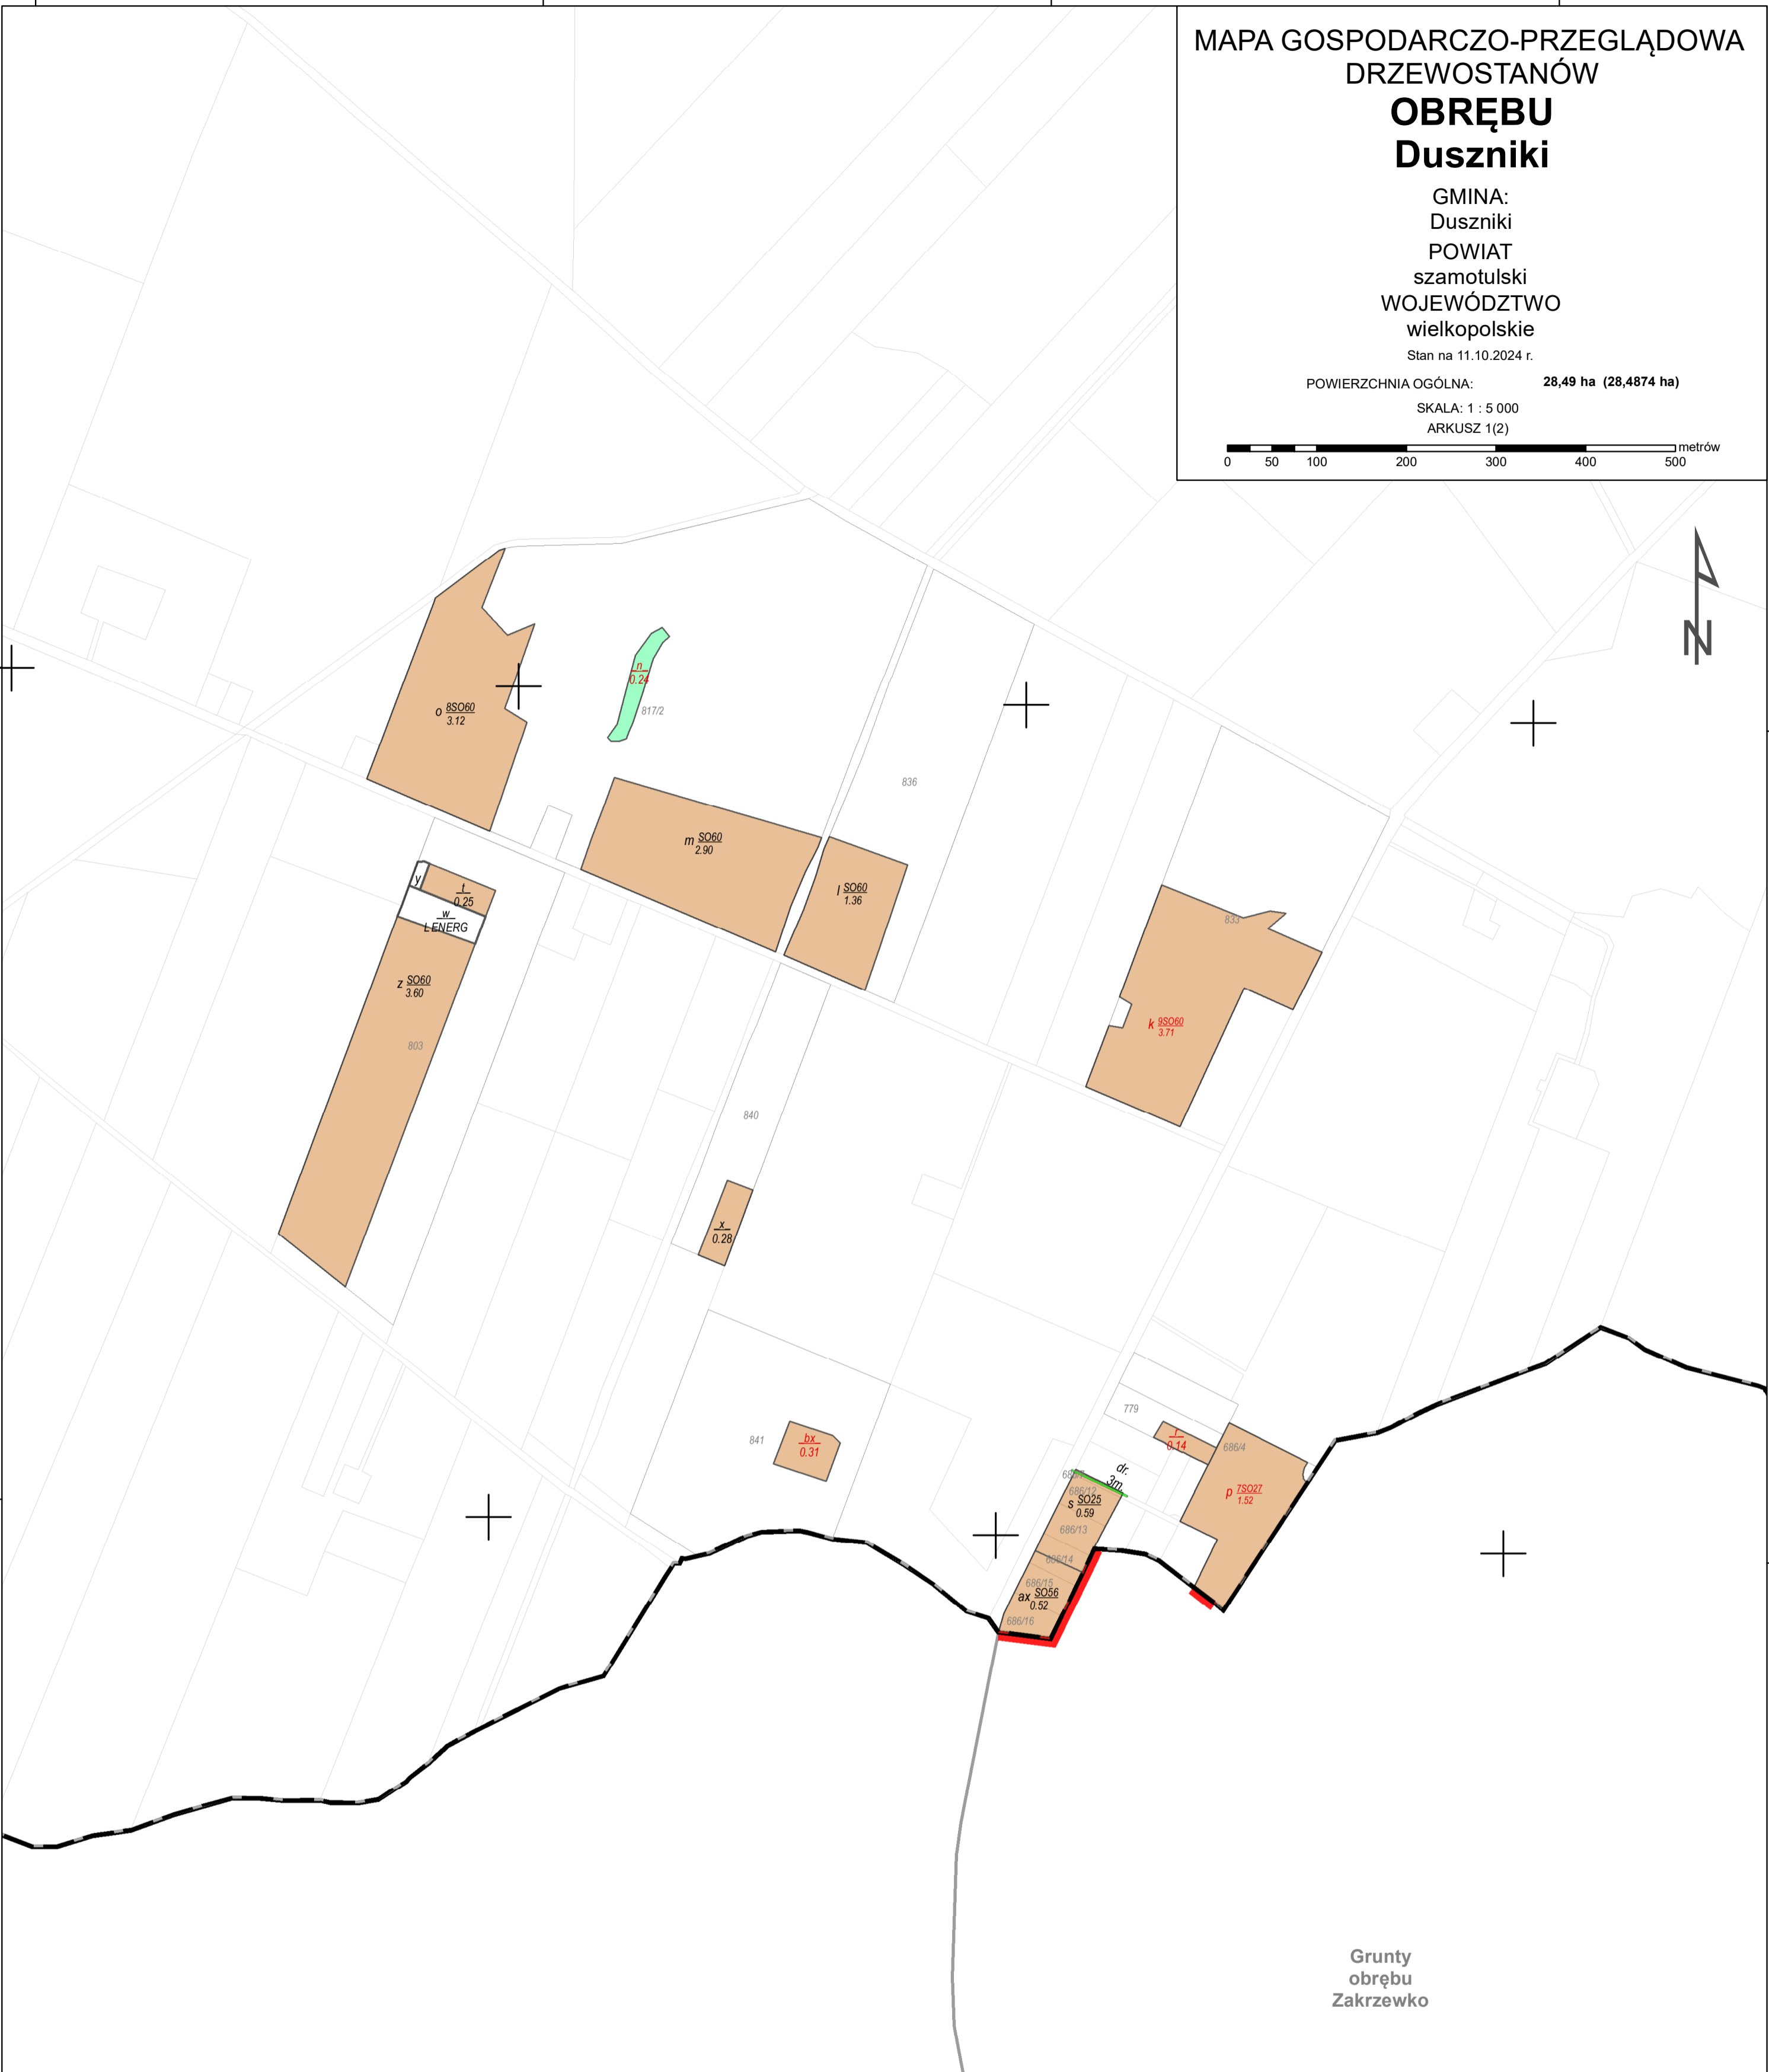 MAPA GOSPODARCZO-PRZEGLĄDOWA
DRZEWOSTANÓW
OBRĘBU
Duszniki
GMINA:
Duszniki
POWIAT
szamotulski
WOJEWÓDZTWO
wielkopolskie
Stan na 11.10.2024 r.
POWIERZCHNIA OGÓLNA: 28,49 ha (28,4874 ha)
SKALA: 1 : 5 000
ARKUSZ 1(2)
metrów
0 50 100 200 300 400 500
N
n
0.24
817/2
o 8SO60
3.12
836
m SO60
2.90
l SO60
1.36
y
t
0.25
w
L ENERG
833
z SO60
3.60
k 9SO60
3.71
803
840
x
0.28
779
841
bx
0.31
r
0.14
686/4
dr.
3m.
686/12
s SO25
0.59
p 7SO27
1.52
686/13
686/14
686/15
ax SO56
0.52
686/16
Grunty
obrębu
Zakrzewko